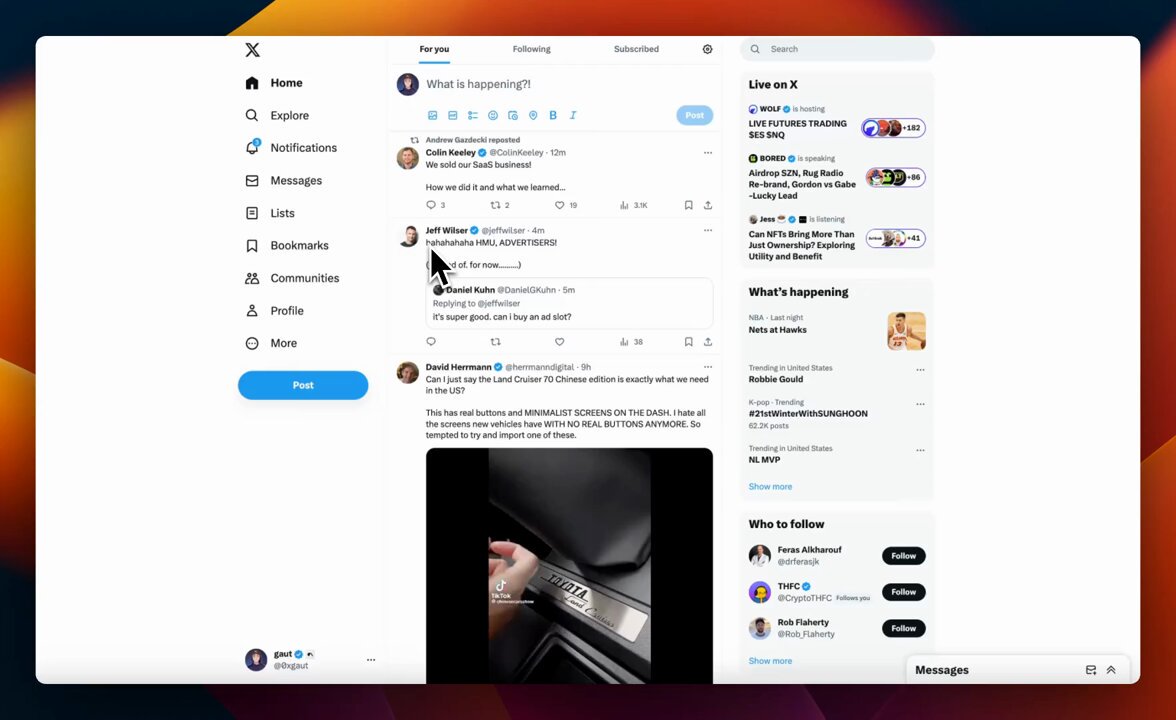 Home
Explore
3
Notifications
Messages
Lists
Bookmarks
Communities
Profile
More
Post
gaut
@0xgaut
For you
Following
Subscribed
What is happening?!
B
I
Post
Andrew Gazdecki reposted
Colin Keeley @ColinKeeley · 12m
We sold our SaaS business!
How we did it and what we learned...
3 2 19 3.1K
Jeff Wilser @jeffwilser · 4m
hahahahaha HMU, ADVERTISERS!
of. for now.........)
Daniel Kuhn @DanielGKuhn · 5m
Replying to @jeffwilser
it's super good. can i buy an ad slot?
38
David Herrmann @herrmanndigital · 9h
Can I just say the Land Cruiser 70 Chinese edition is exactly what we need
in the US?
This has real buttons and MINIMALIST SCREENS ON THE DASH. I hate all
the screens new vehicles have WITH NO REAL BUTTONS ANYMORE. So
tempted to try and import one of these.
TOYOTA
Land Cruiser
TikTok
Search
Live on X
WOLF is hosting
LIVE FUTURES TRADING
$ES $NQ
+182
BORED is speaking
Airdrop SZN, Rug Radio
Re-brand, Gordon vs Gabe
-Lucky Lead
+86
Jess is listening
Can NFTs Bring More Than
Just Ownership? Exploring
Utility and Benefit
+41
What's happening
NBA · Last night
Nets at Hawks
Trending in United States
Robbie Gould
K-pop · Trending
#21stWinterWithSUNGHOON
62.2K posts
Trending in United States
NL MVP
Show more
Who to follow
Feras Alkharouf
@drferasjk
Follow
THFC
@CryptoTHFC Follows you
Follow
Rob Flaherty
@Rob_Flaherty
Follow
Show more
Messages